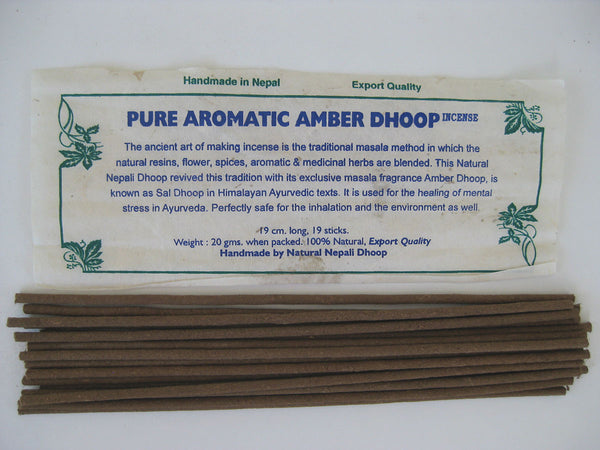 Handmade in Nepal Export Quality
PURE AROMATIC AMBER DHOOP INCENSE
The ancient art of making incense is the traditional masala method in which the
natural resins, flower, spices, aromatic & medicinal herbs are blended. This Natural
Nepali Dhoop revived this tradition with its exclusive masala fragrance Amber Dhoop, is
known as Sal Dhoop in Himalayan Ayurvedic texts. It is used for the healing of mental
stress in Ayurveda. Perfectly safe for the inhalation and the environment as well.
19 cm. long, 19 sticks.
Weight : 20 gms. when packed. 100% Natural, Export Quality
Handmade by Natural Nepali Dhoop